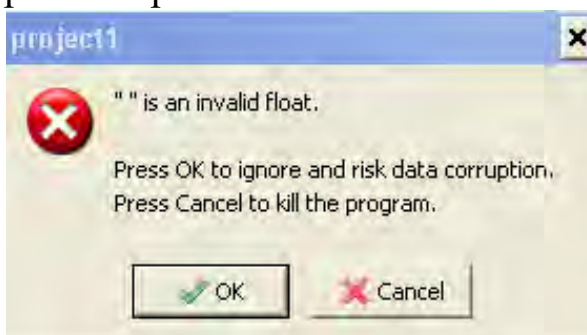 project1
" " is an invalid float.
Press OK to ignore and risk data corruption.
Press Cancel to kill the program.
OK
Cancel